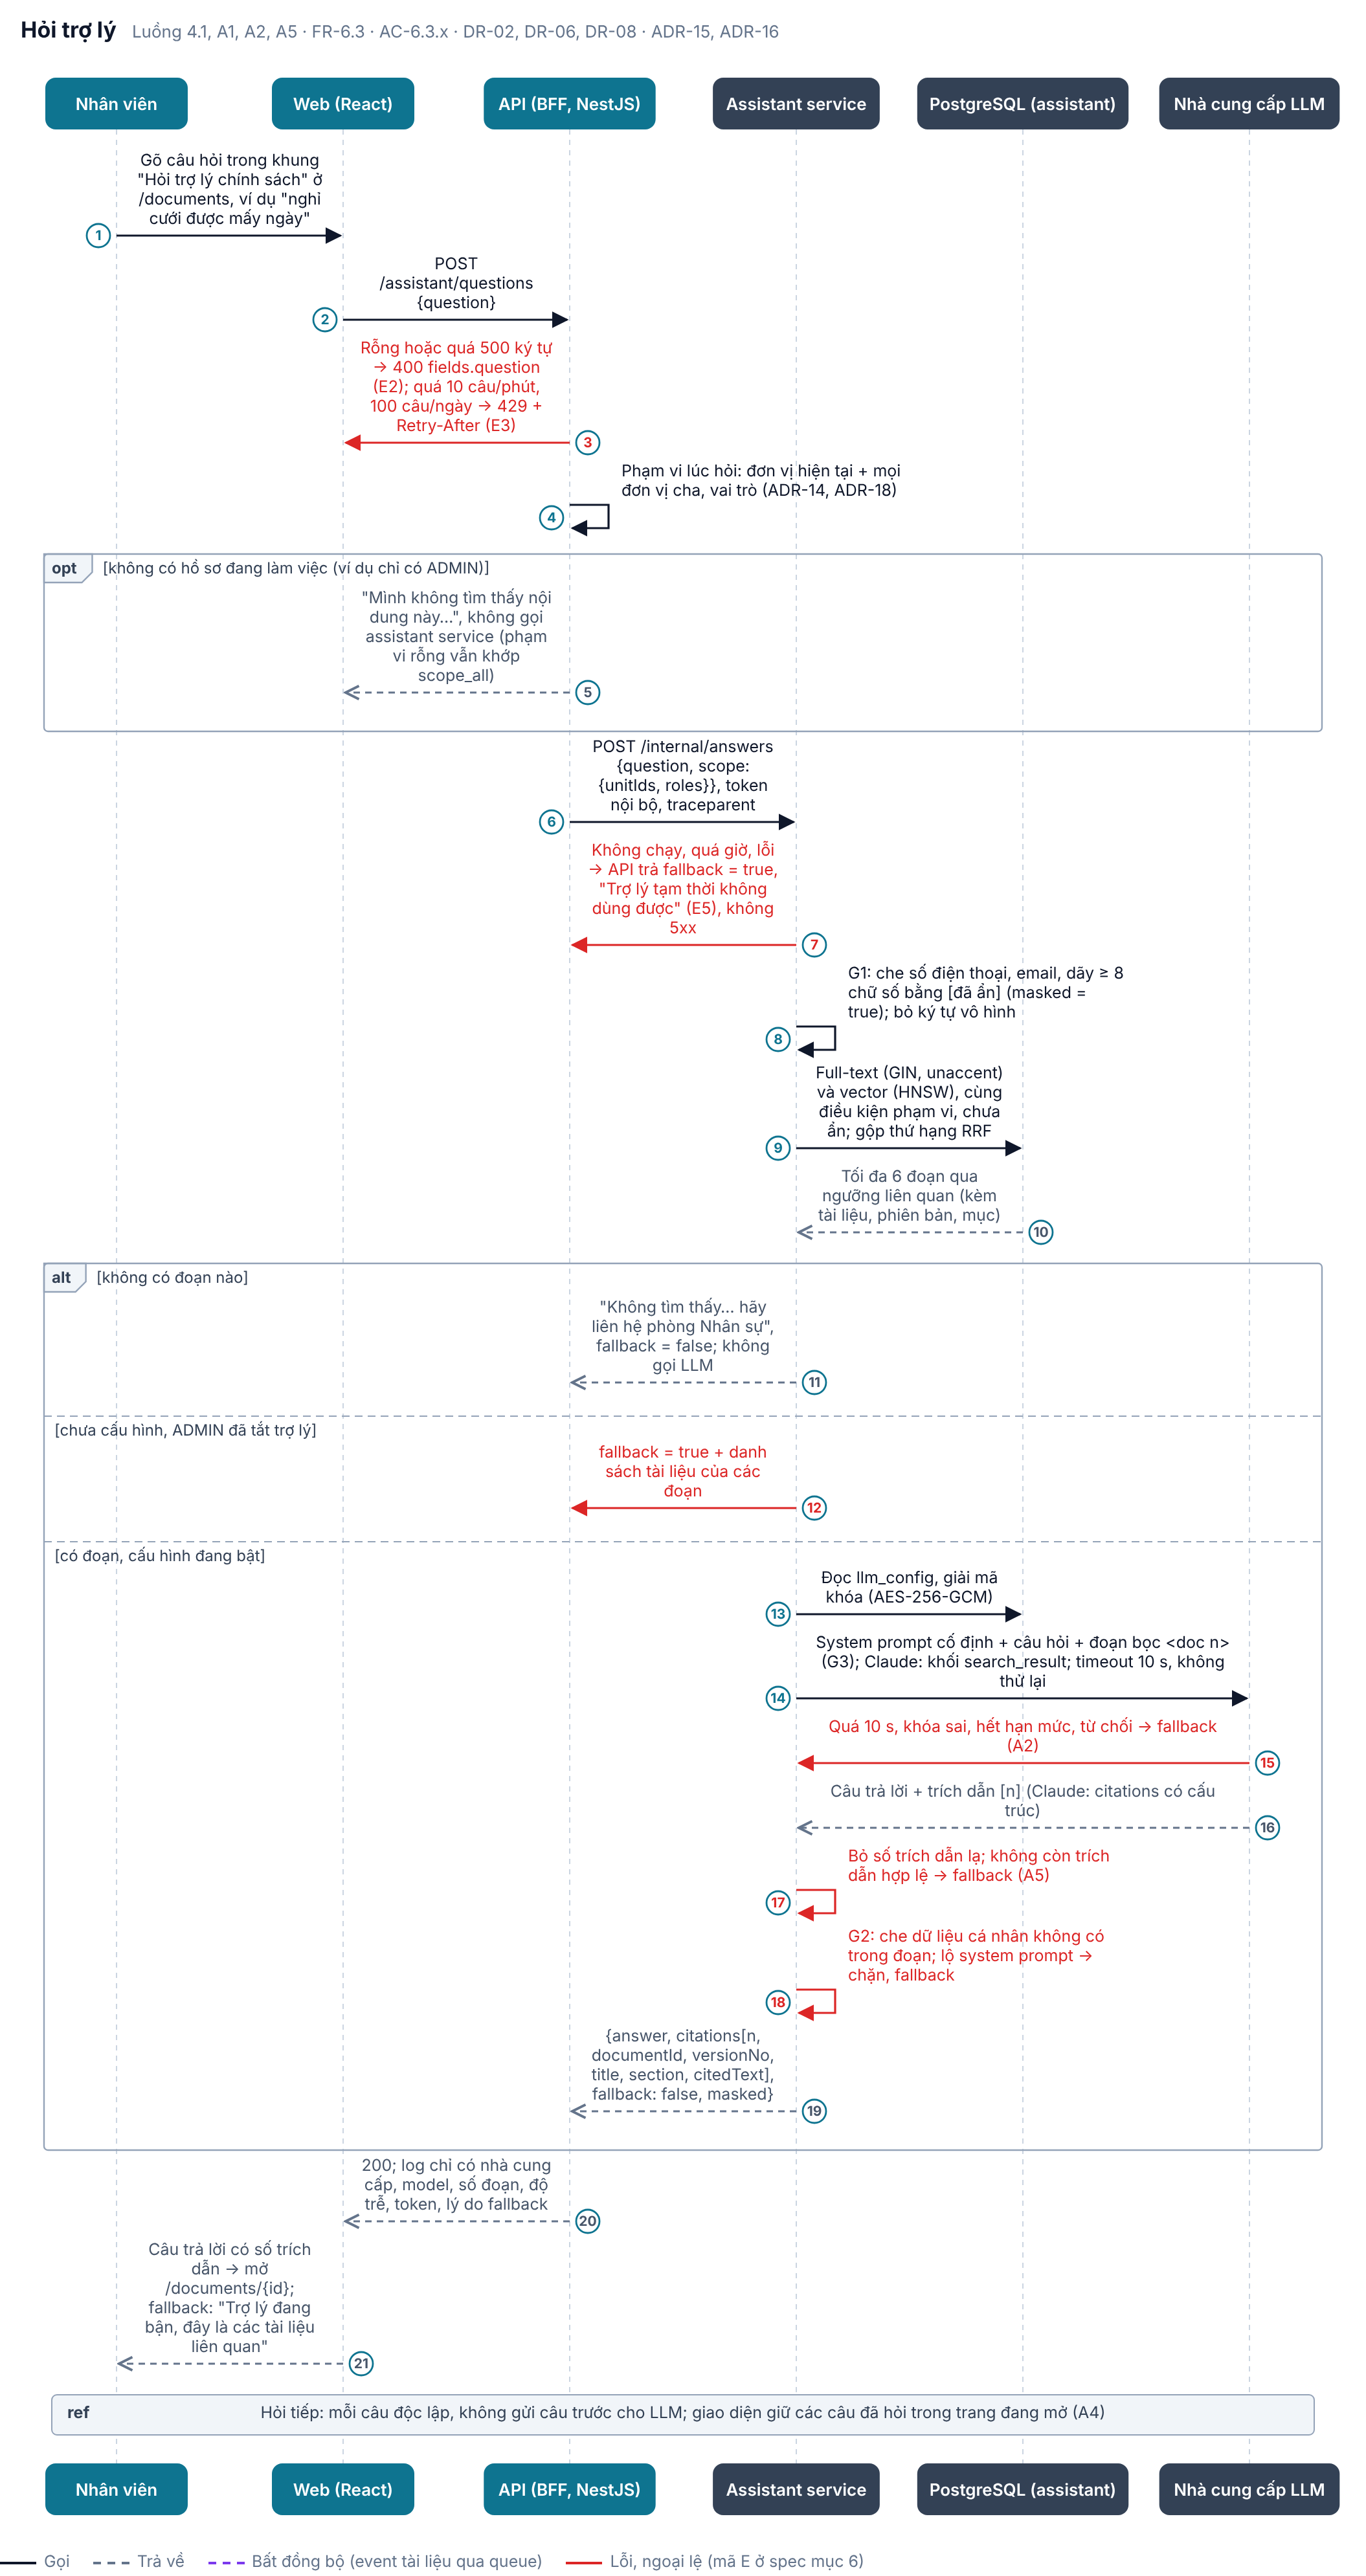 Hỏi trợ lý Luồng 4.1, A1, A2, A5 · FR-6.3 · AC-6.3.x · DR-02, DR-06, DR-08 · ADR-15, ADR-16
Nhân viên
Web (React)
API (BFF, NestJS)
Assistant service
PostgreSQL (assistant)
Nhà cung cấp LLM
Gõ câu hỏi trong khung
"Hỏi trợ lý chính sách" ở
/documents, ví dụ "nghỉ
cưới được mấy ngày"
1
POST
/assistant/questions
{question}
2
Rỗng hoặc quá 500 ký tự
→ 400 fields.question
(E2); quá 10 câu/phút,
100 câu/ngày → 429 +
Retry-After (E3)
3
Phạm vi lúc hỏi: đơn vị hiện tại + mọi
đơn vị cha, vai trò (ADR-14, ADR-18)
4
opt [không có hồ sơ đang làm việc (ví dụ chỉ có ADMIN)]
"Mình không tìm thấy nội
dung này...", không gọi
assistant service (phạm
vi rỗng vẫn khớp
scope_all)
5
POST /internal/answers
{question, scope:
{unitIds, roles}}, token
nội bộ, traceparent
6
Không chạy, quá giờ, lỗi
→ API trả fallback = true,
"Trợ lý tạm thời không
dùng được" (E5), không
5xx
7
G1: che số điện thoại, email, dãy ≥ 8
chữ số bằng [đã ẩn] (masked =
true); bỏ ký tự vô hình
8
Full-text (GIN, unaccent)
và vector (HNSW), cùng
điều kiện phạm vi, chưa
ẩn; gộp thứ hạng RRF
9
Tối đa 6 đoạn qua
ngưỡng liên quan (kèm
tài liệu, phiên bản, mục)
10
alt [không có đoạn nào]
"Không tìm thấy... hãy
liên hệ phòng Nhân sự",
fallback = false; không
gọi LLM
11
[chưa cấu hình, ADMIN đã tắt trợ lý]
fallback = true + danh
sách tài liệu của các
đoạn
12
[có đoạn, cấu hình đang bật]
Đọc llm_config, giải mã
khóa (AES-256-GCM)
13
System prompt cố định + câu hỏi + đoạn bọc <doc n>
(G3); Claude: khối search_result; timeout 10 s, không
thử lại
14
Quá 10 s, khóa sai, hết hạn mức, từ chối → fallback
(A2)
15
Câu trả lời + trích dẫn [n] (Claude: citations có cấu
trúc)
16
Bỏ số trích dẫn lạ; không còn trích
dẫn hợp lệ → fallback (A5)
17
G2: che dữ liệu cá nhân không có
trong đoạn; lộ system prompt →
chặn, fallback
18
{answer, citations[n,
documentId, versionNo,
title, section, citedText],
fallback: false, masked}
19
200; log chỉ có nhà cung
cấp, model, số đoạn, độ
trễ, token, lý do fallback
20
Câu trả lời có số trích
dẫn → mở
/documents/{id};
fallback: "Trợ lý đang
bận, đây là các tài liệu
liên quan"
21
ref Hỏi tiếp: mỗi câu độc lập, không gửi câu trước cho LLM; giao diện giữ các câu đã hỏi trong trang đang mở (A4)
Nhân viên
Web (React)
API (BFF, NestJS)
Assistant service
PostgreSQL (assistant)
Nhà cung cấp LLM
Gọi
Trả về
Bất đồng bộ (event tài liệu qua queue)
Lỗi, ngoại lệ (mã E ở spec mục 6)